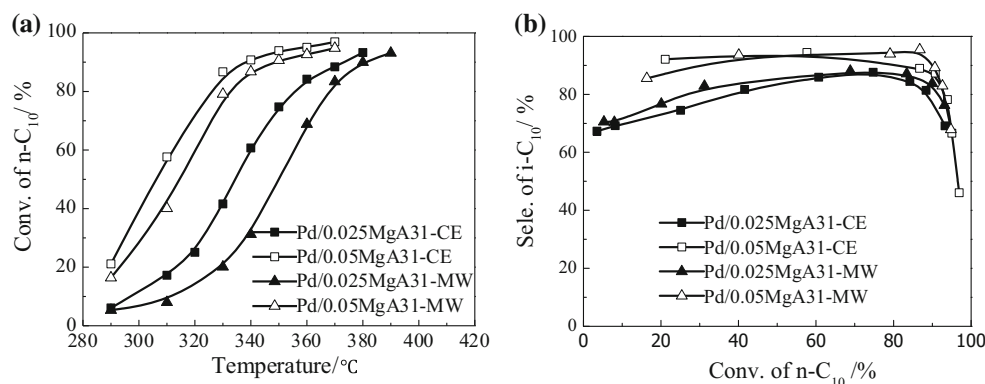 (a)
100
80
60
40
20
0
Conv. of n-C10/ %
280 300 320 340 360 380 400 420
Temperature/°C
Pd/0.025MgA31-CE
Pd/0.05MgA31-CE
Pd/0.025MgA31-MW
Pd/0.05MgA31-MW
(b)
100
80
60
40
20
0
Sele. of i-C10/ %
0 20 40 60 80 100
Conv. of n-C10 /%
Pd/0.025MgA31-CE
Pd/0.05MgA31-CE
Pd/0.025MgA31-MW
Pd/0.05MgA31-MW